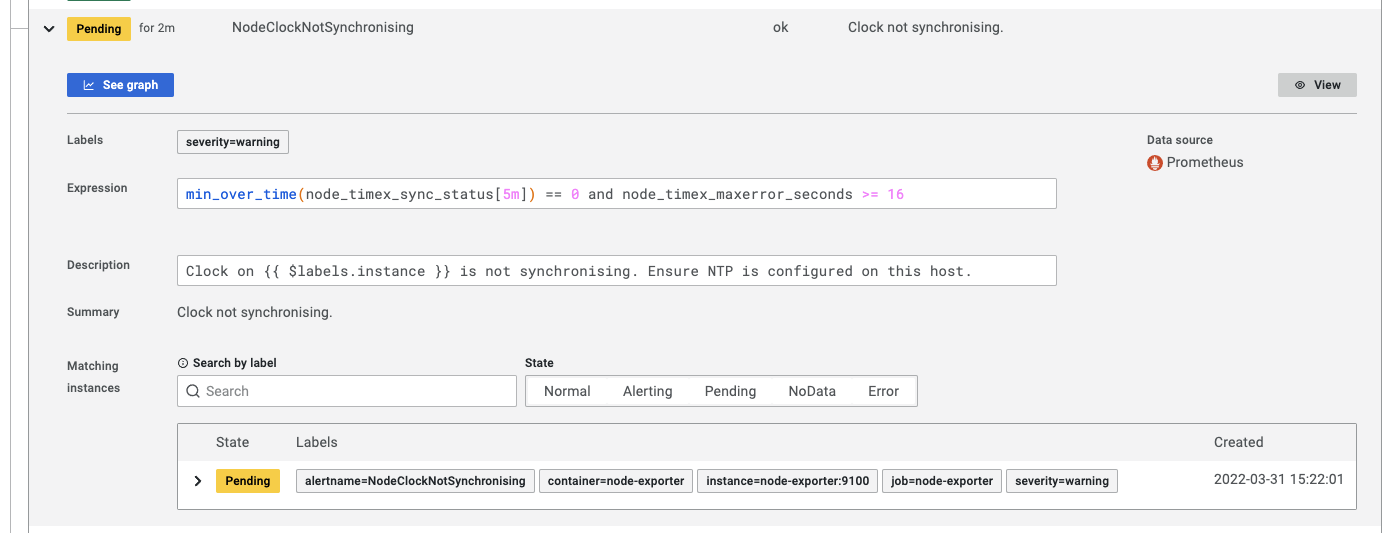 Pending for 2m NodeClockNotSynchronising ok Clock not synchronising.
See graph View
Labels severity=warning Data source
Prometheus
Expression min_over_time(node_timex_sync_status[5m]) == 0 and node_timex_maxerror_seconds >= 16
Description Clock on {{ $labels.instance }} is not synchronising. Ensure NTP is configured on this host.
Summary Clock not synchronising.
Matching instances
Search by label State
Search Normal Alerting Pending NoData Error
State Labels Created
Pending alertname=NodeClockNotSynchronising container=node-exporter instance=node-exporter:9100 job=node-exporter severity=warning 2022-03-31 15:22:01